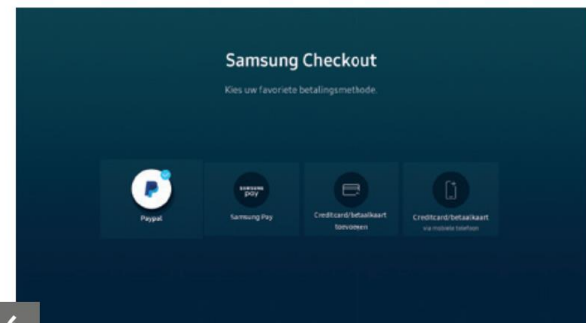 Samsung Checkout
Kies uw favoriete betalingsmethode.
SAMSUNG
pay
Paypal
Samsung Pay
Creditcard/betaalkaart
toevoegen
Creditcard/betaalkaart
via mobiele telefoon